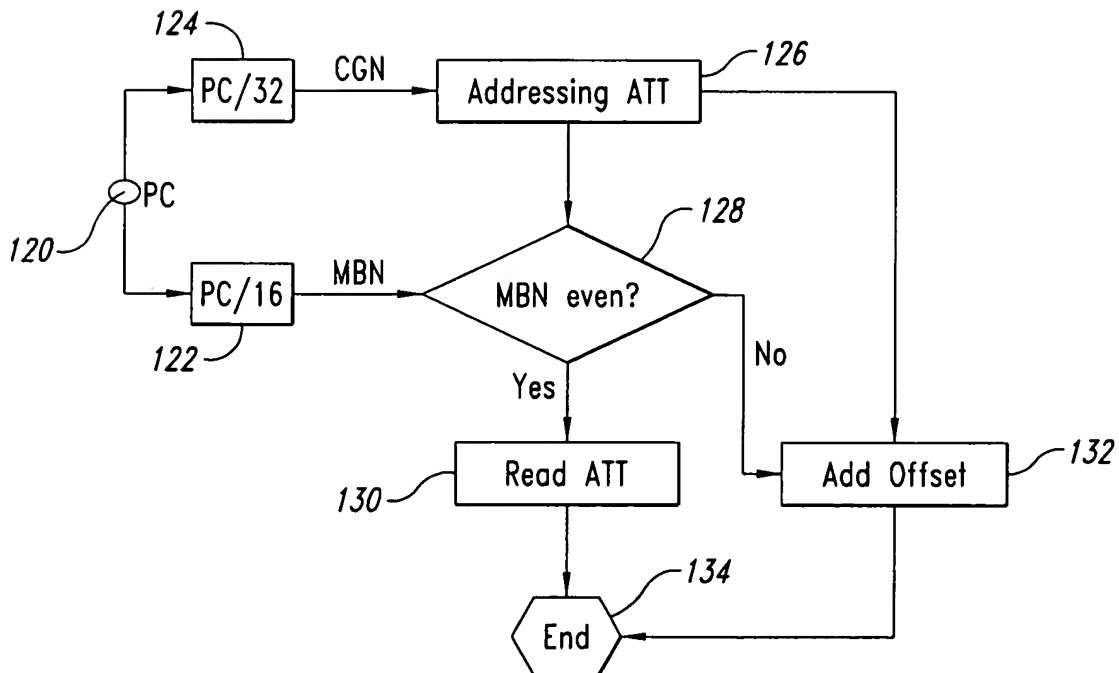 124
PC/32
CGN
Addressing ATT
126
PC
120
128
PC/16
MBN
MBN even?
122
No
Yes
Read ATT
130
Add Offset
132
134
End